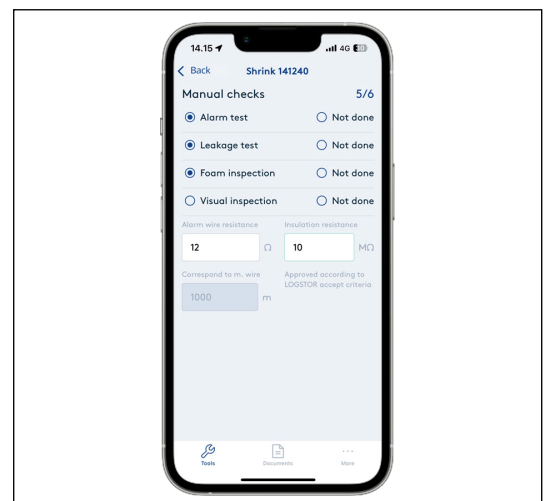 14.15 4G
Back Shrink 141240
Manual checks 5/6
Alarm test Not done
Leakage test Not done
Foam inspection Not done
Visual inspection Not done
Alarm wire resistance Insulation resistance
12 Ω 10 MΩ
Correspond to m. wire Approved according to
LOGSTOR accept criteria
1000 m
Tools Documents More